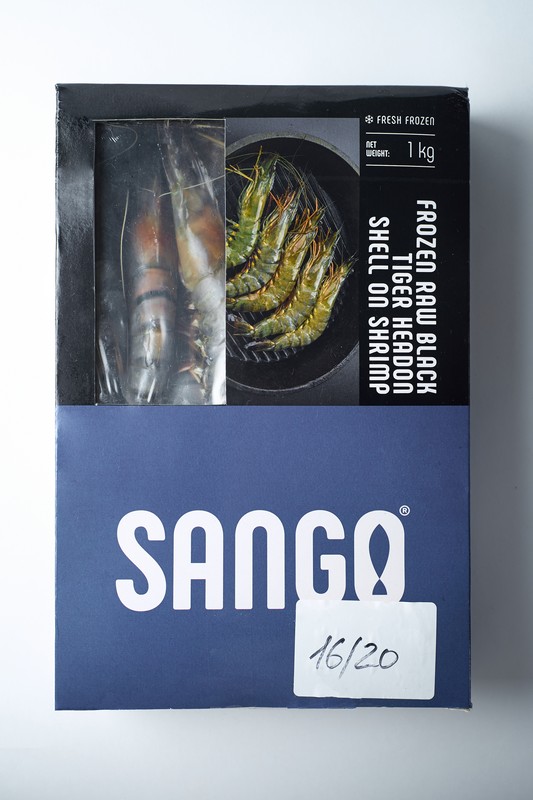 FRESH FROZEN
NET
WEIGHT:
1 kg
FROZEN RAW BLACK
TIGER HEADON
SHELL ON SHRIMP
SANGO®
16/20